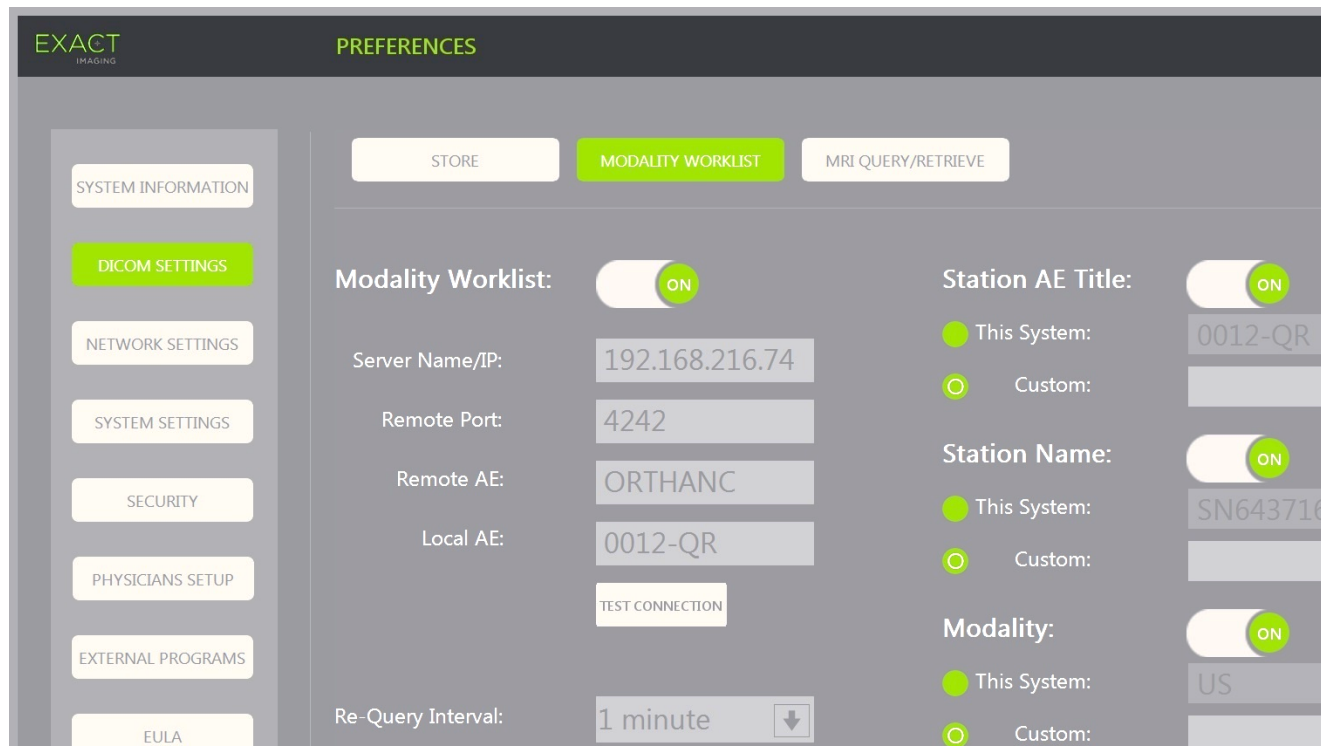 EXACT
IMAGING
PREFERENCES
SYSTEM INFORMATION
DICOM SETTINGS
NETWORK SETTINGS
SYSTEM SETTINGS
SECURITY
PHYSICIANS SETUP
EXTERNAL PROGRAMS
EULA
STORE
MODALITY WORKLIST
MRI QUERY/RETRIEVE
Modality Worklist:
ON
Server Name/IP:
192.168.216.74
Remote Port:
4242
Remote AE:
ORTHANC
Local AE:
0012-QR
TEST CONNECTION
Re-Query Interval:
1 minute
Station AE Title:
ON
This System:
0012-QR
Custom:
Station Name:
ON
This System:
SN643716
Custom:
Modality:
ON
This System:
US
Custom: